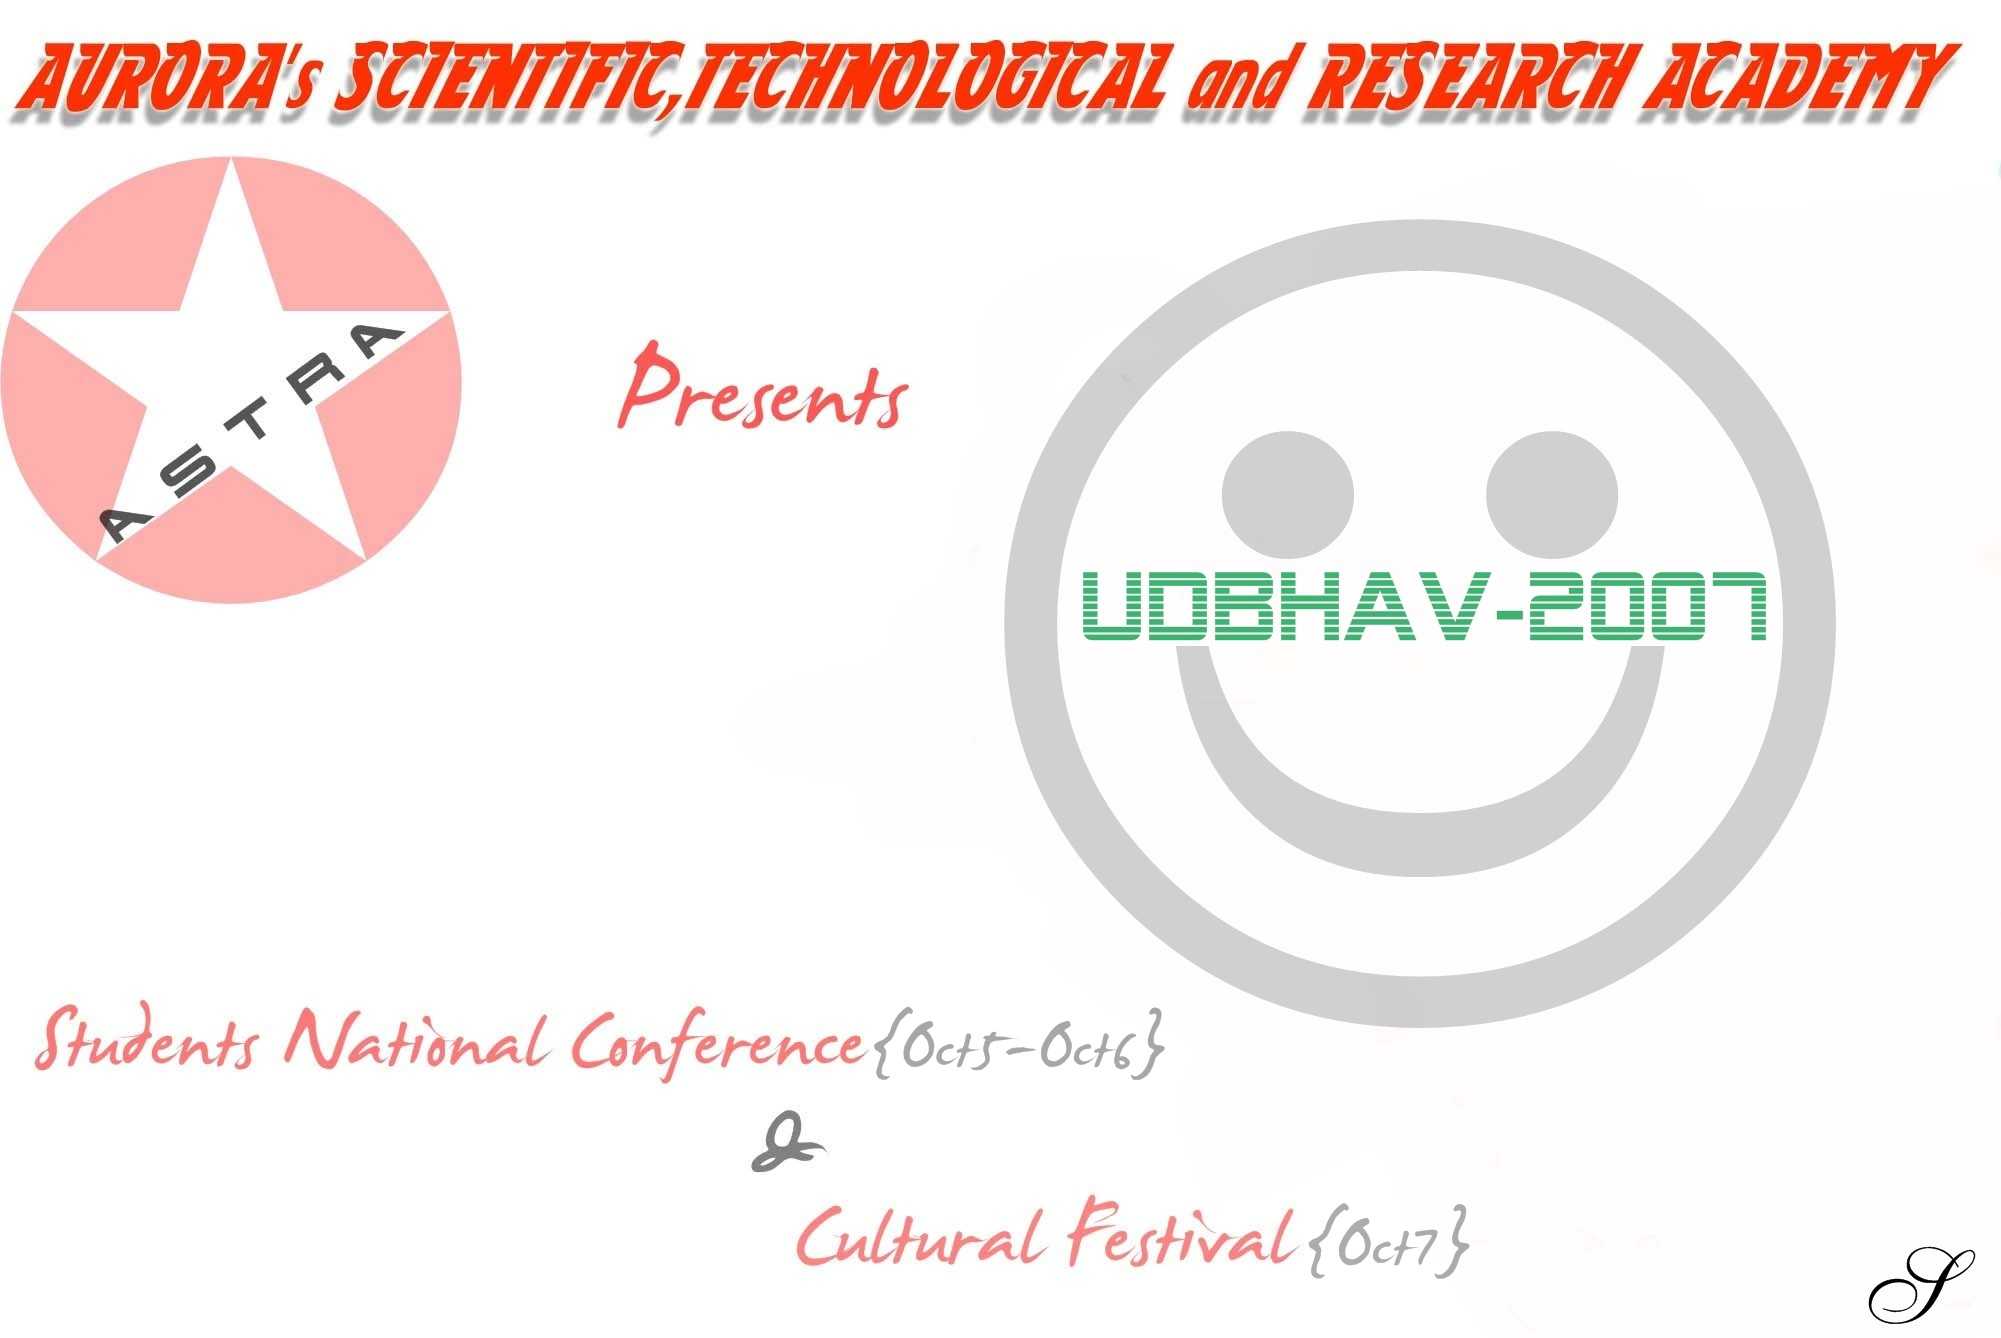 AURORA's SCIENTIFIC,TECHNOLOGICAL and RESEARCH ACADEMY
ASTRA
Presents
UDBHAV-2007
Students National Conference{Oct5-Oct6}
&
Cultural Festival{Oct7}
S